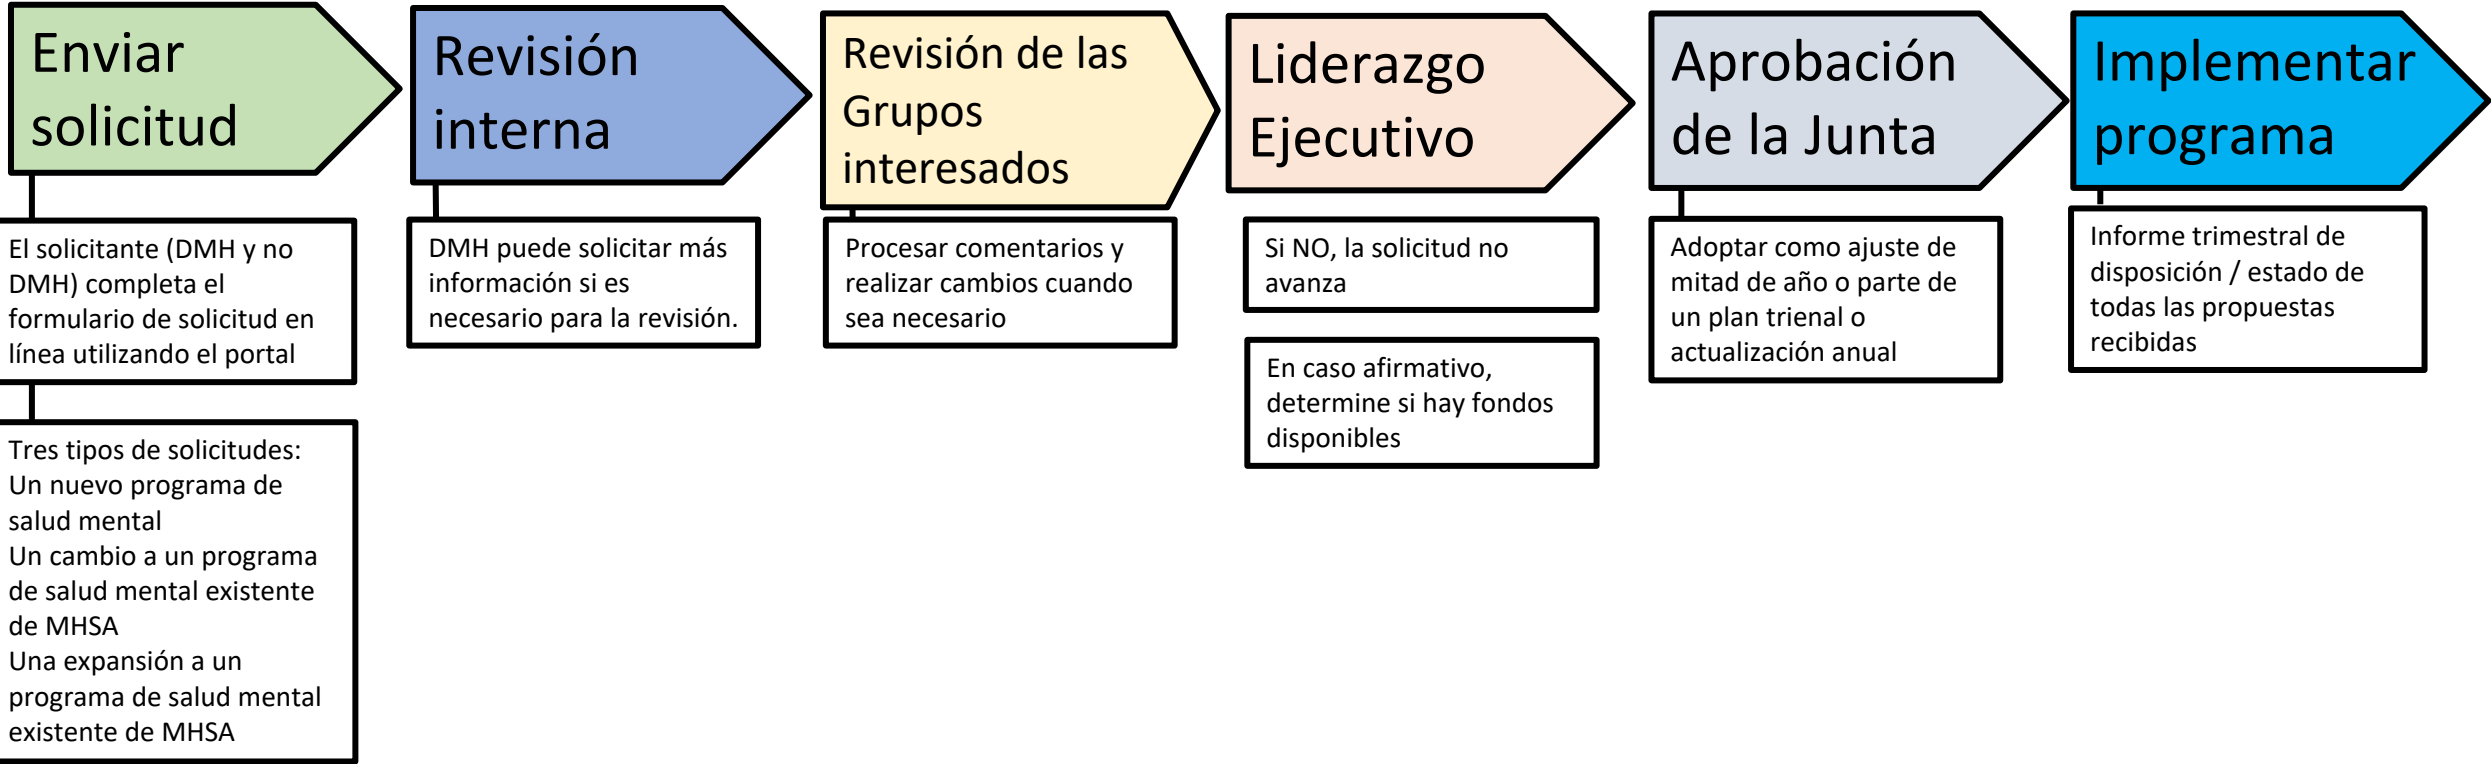 Enviar
solicitud
El solicitante (DMH y no
DMH) completa el
formulario de solicitud en
línea utilizando el portal
Tres tipos de solicitudes:
Un nuevo programa de
salud mental
Un cambio a un programa
de salud mental existente
de MHSA
Una expansión a un
programa de salud mental
existente de MHSA
Revisión
interna
DMH puede solicitar más
información si es
necesario para la revisión.
Revisión de las
Grupos
interesados
Procesar comentarios y
realizar cambios cuando
sea necesario
Liderazgo
Ejecutivo
Si NO, la solicitud no
avanza
En caso afirmativo,
determine si hay fondos
disponibles
Aprobación
de la Junta
Adoptar como ajuste de
mitad de año o parte de
un plan trienal o
actualización anual
Implementar
programa
Informe trimestral de
disposición / estado de
todas las propuestas
recibidas